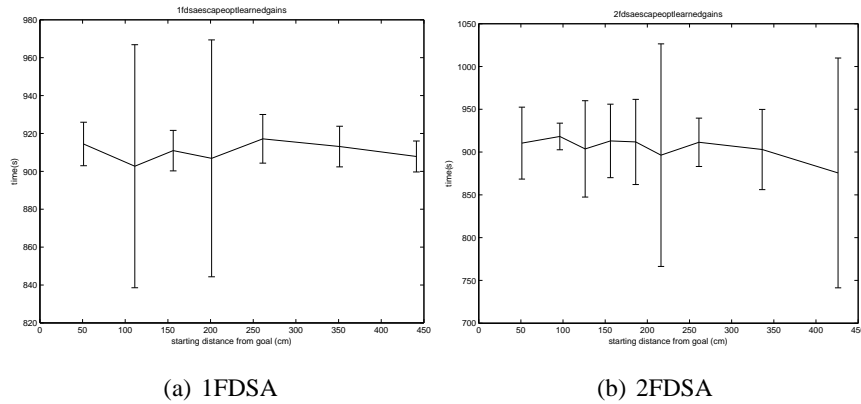 1fdsaescapeoptlearnedgains
980
960
940
920
900
880
860
840
820
time(s)
0 50 100 150 200 250 300 350 400 450
starting distance from goal (cm)
(a) 1FDSA
2fdsaescapeoptlearnedgains
1050
1000
950
900
850
800
750
700
time(s)
0 50 100 150 200 250 300 350 400 450
starting distance from goal (cm)
(b) 2FDSA